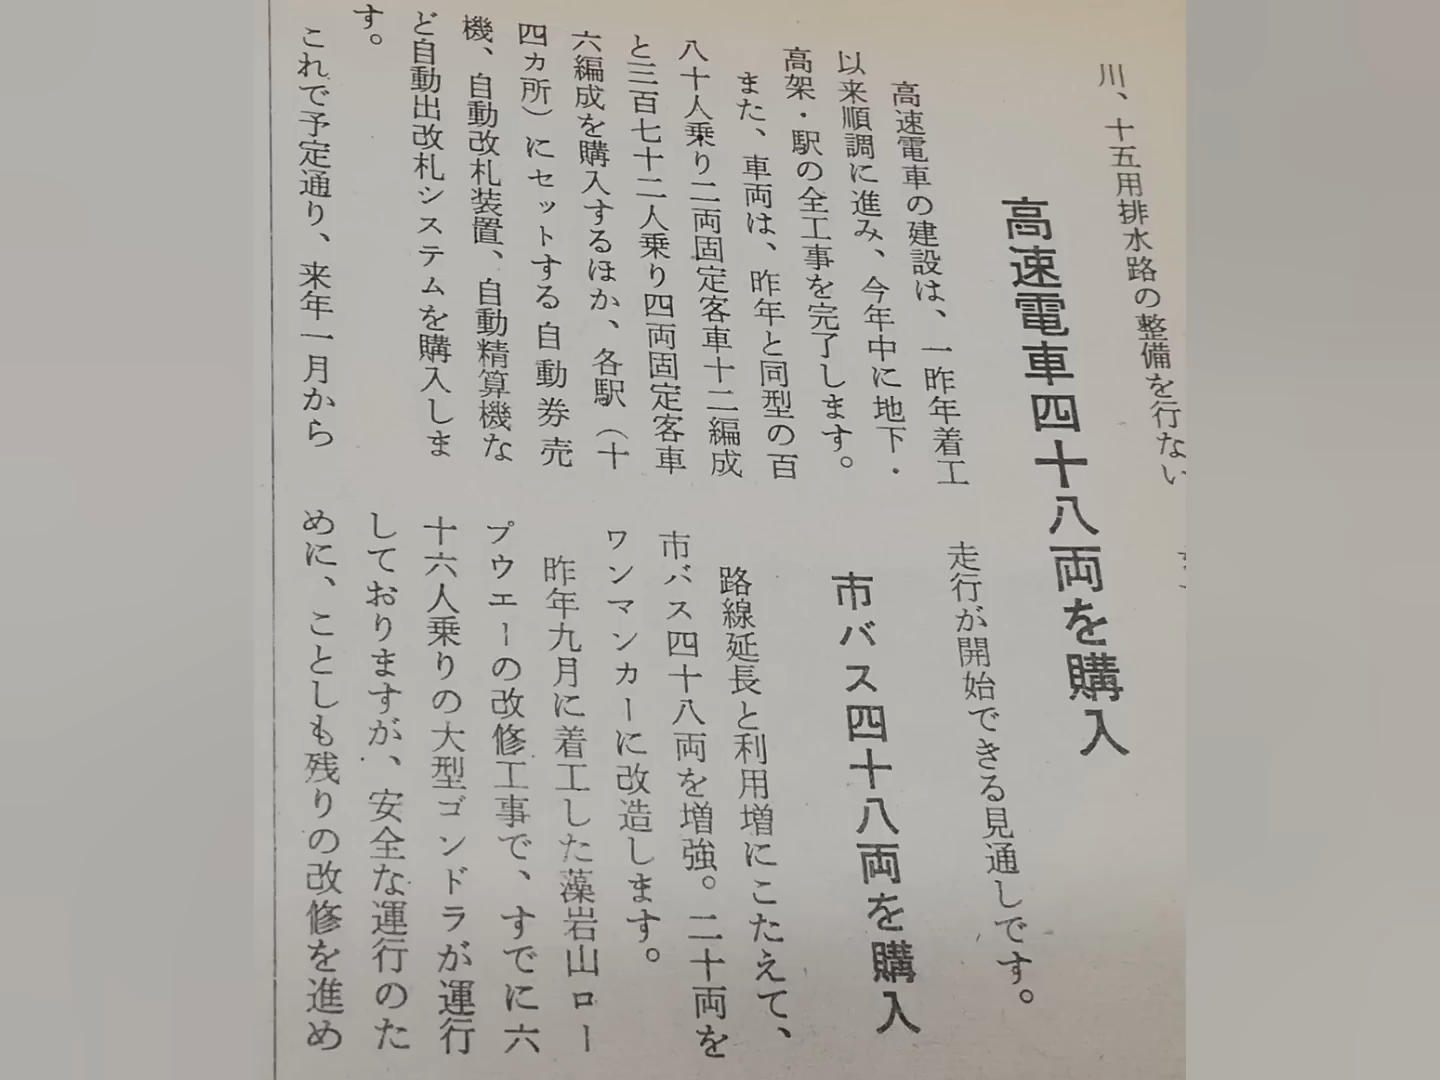 川、十五用排水路の整備を行ない
高速電車四十八両を購入
高速電車の建設は、一昨年着工
以来順調に進み、今年中に地下・
高架・駅の全工事を完了します。
また、車両は、昨年と同型の百
八十人乗り二両固定客車十二編成
と三百七十二人乗り四両固定客車
六編成を購入するほか、各駅（十
四ヵ所）にセットする自動券売
機、自動改札装置、自動精算機な
ど自動出改札システムを購入しま
す。
これで予定通り、来年一月から
走行が開始できる見通しです。
市バス四十八両を購入
路線延長と利用増にこたえて、
市バス四十八両を増強。二十両を
ワンマンカーに改造します。
昨年九月に着工した藻岩山ロー
プウエーの改修工事で、すでに六
十六人乗りの大型ゴンドラが運行
しておりますが、安全な運行のた
めに、ことしも残りの改修を進め